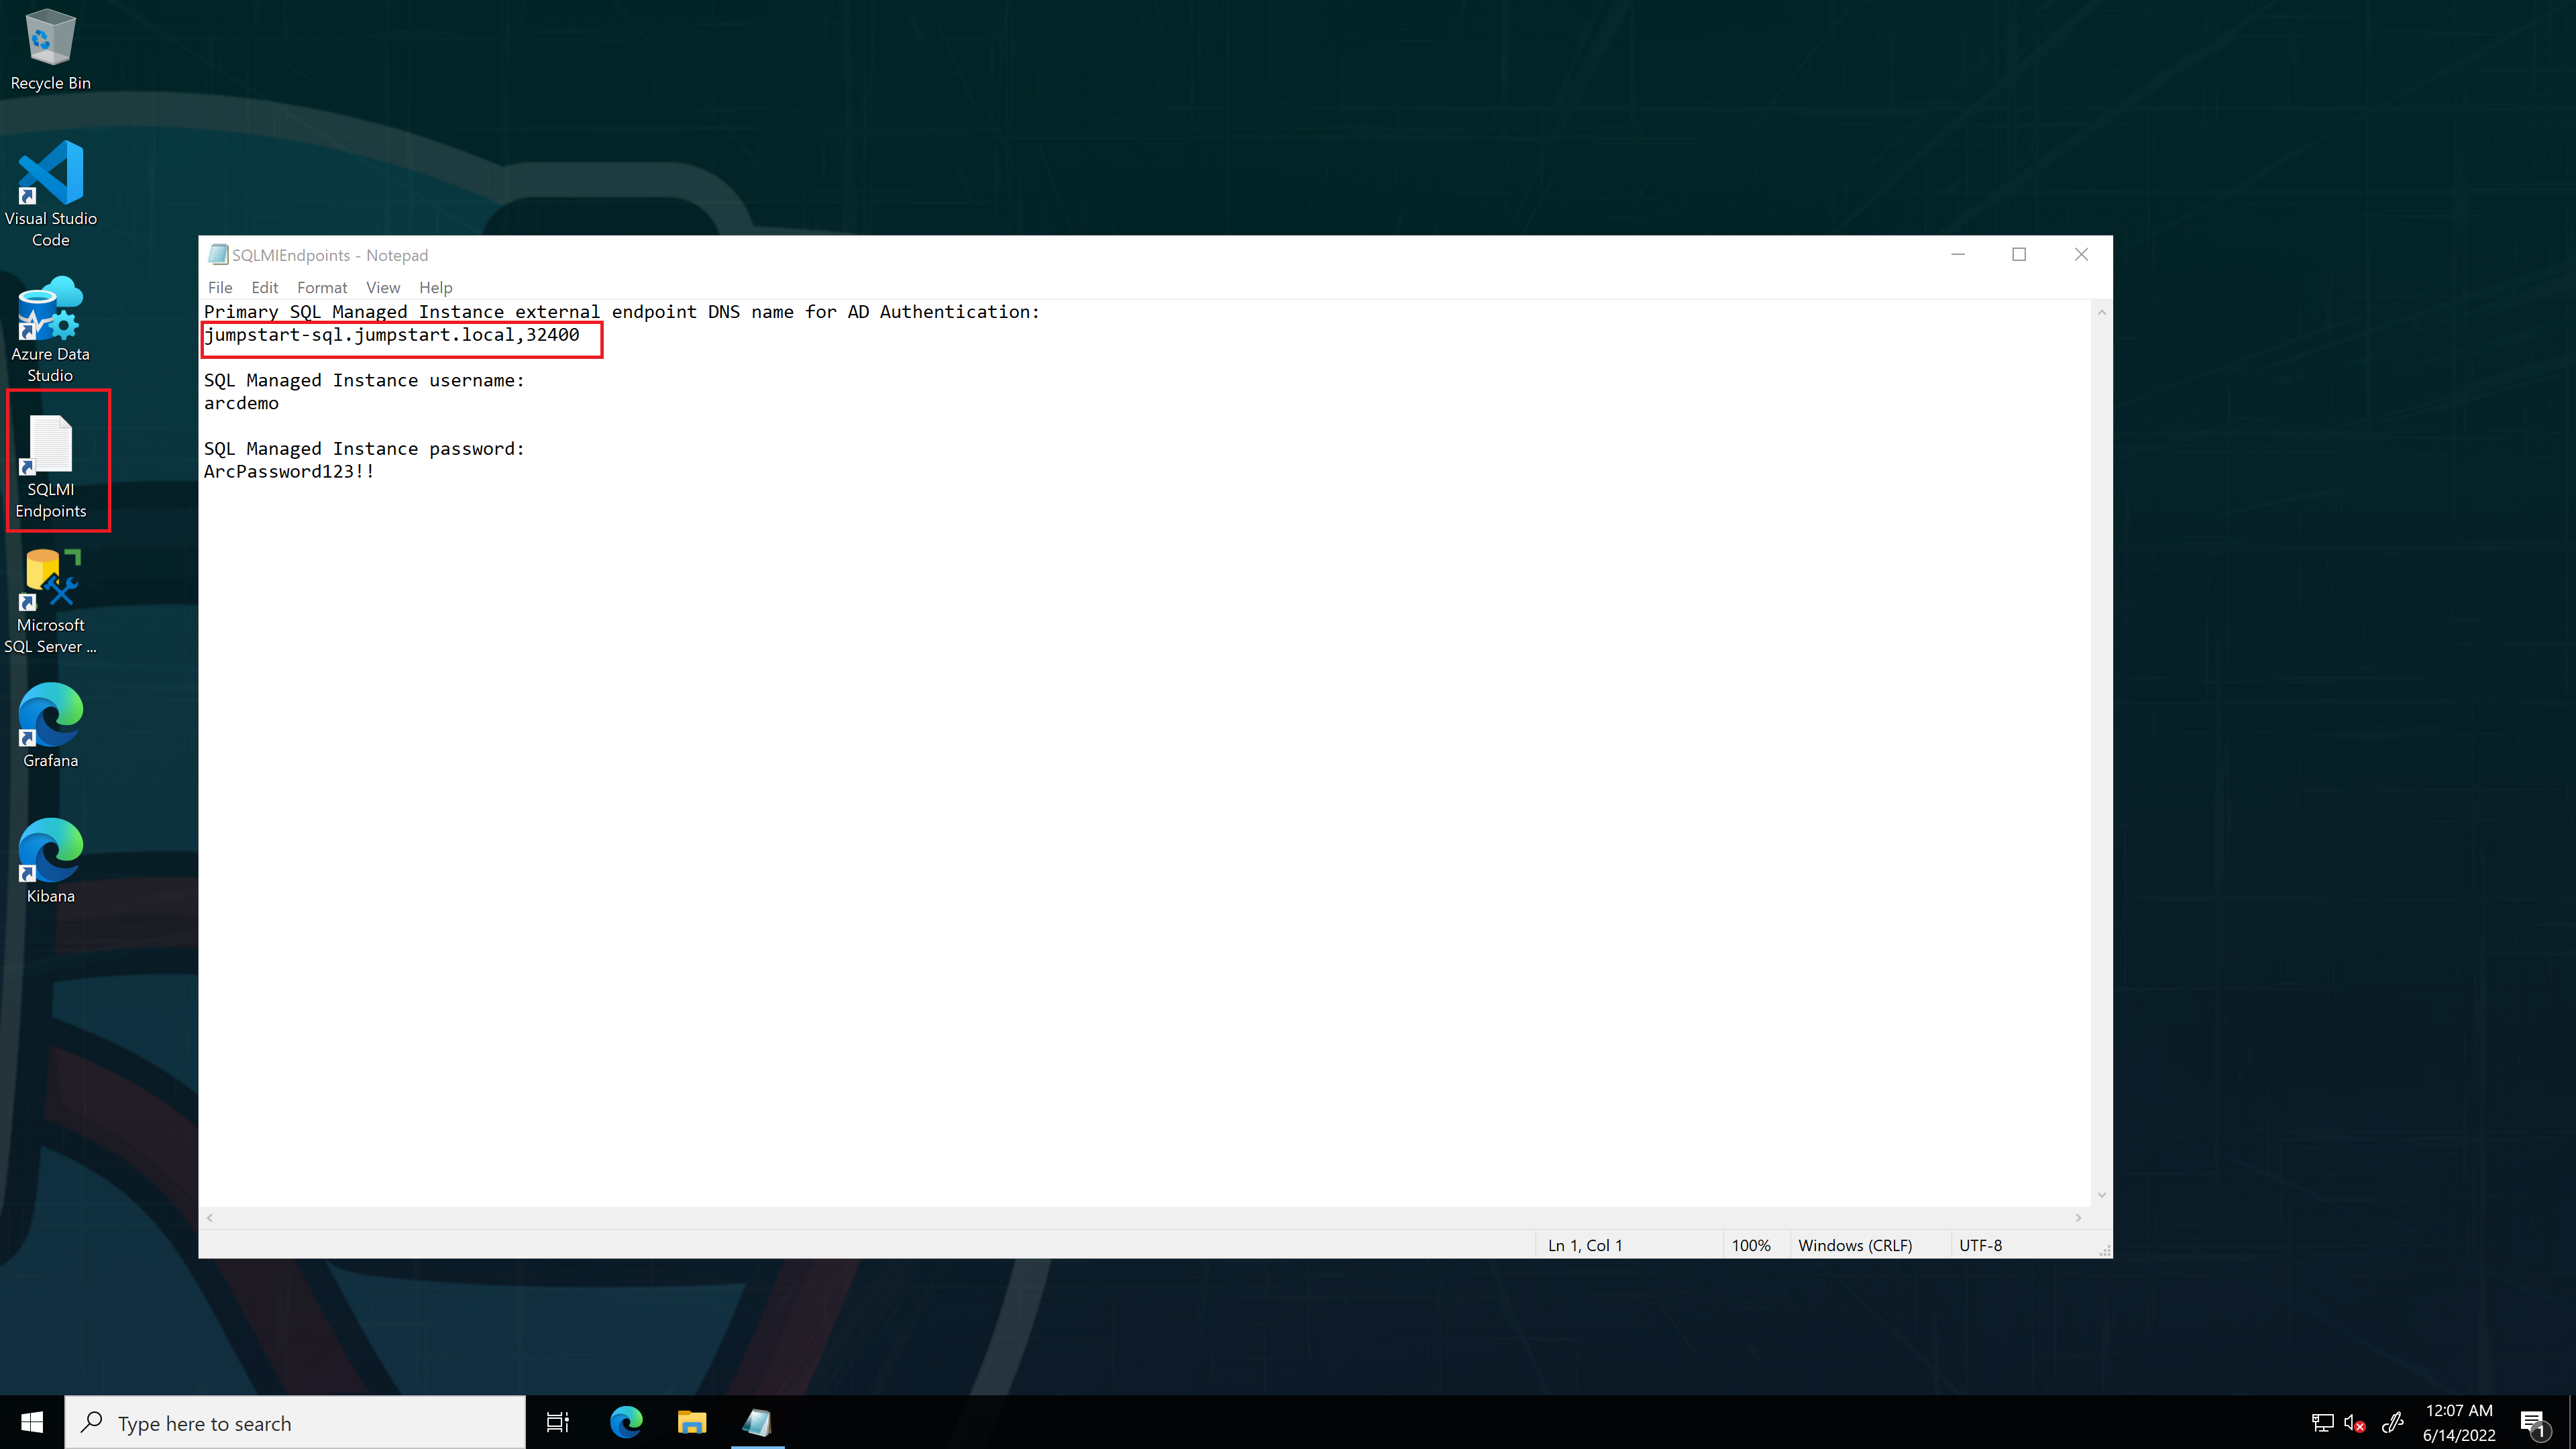 Recycle Bin
Visual Studio
Code
Azure Data
Studio
SQLMI
Endpoints
Microsoft
SQL Server ...
Grafana
Kibana
SQLMIEndpoints - Notepad
File Edit Format View Help
Primary SQL Managed Instance external endpoint DNS name for AD Authentication:
jumpstart-sql.jumpstart.local,32400
SQL Managed Instance username:
arcdemo
SQL Managed Instance password:
ArcPassword123!!
Ln 1, Col 1 100% Windows (CRLF) UTF-8
Type here to search
12:07 AM
6/14/2022
1